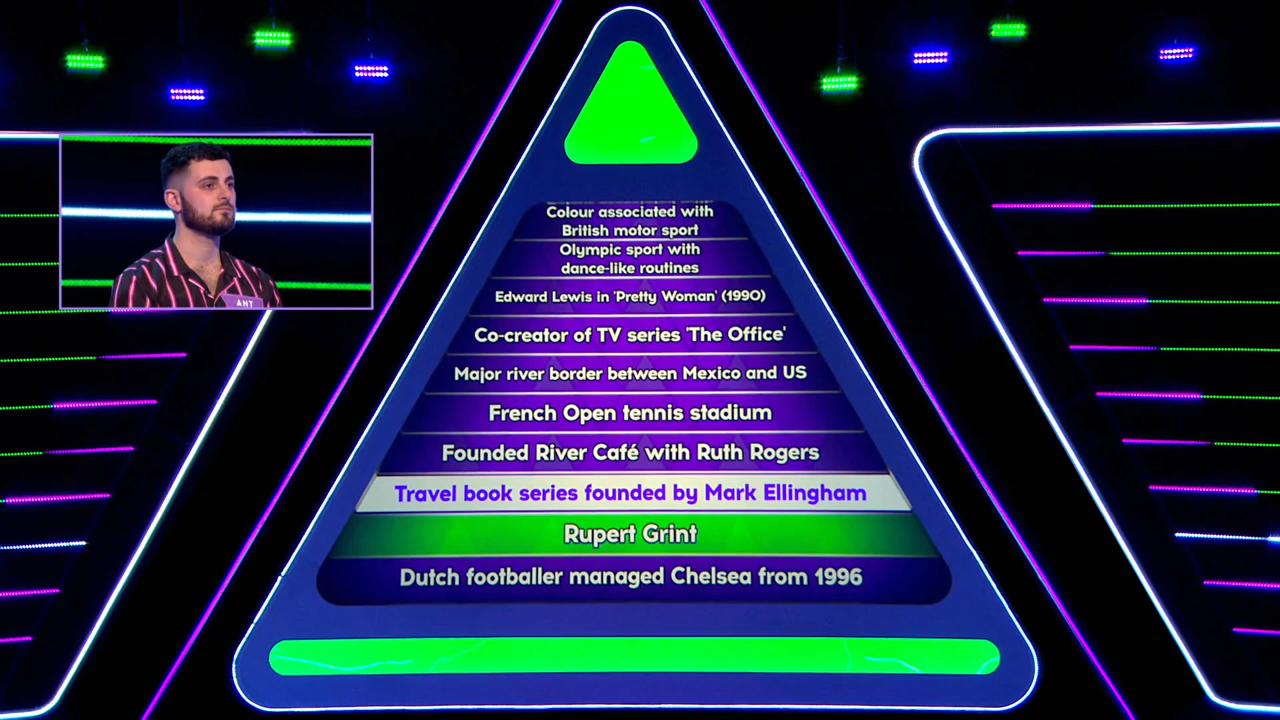 Colour associated with
British motor sport
Olympic sport with
dance-like routines
Edward Lewis in 'Pretty Woman' (1990)
Co-creator of TV series 'The Office'
Major river border between Mexico and US
French Open tennis stadium
Founded River Café with Ruth Rogers
Travel book series founded by Mark Ellingham
Rupert Grint
Dutch footballer managed Chelsea from 1996
ANT